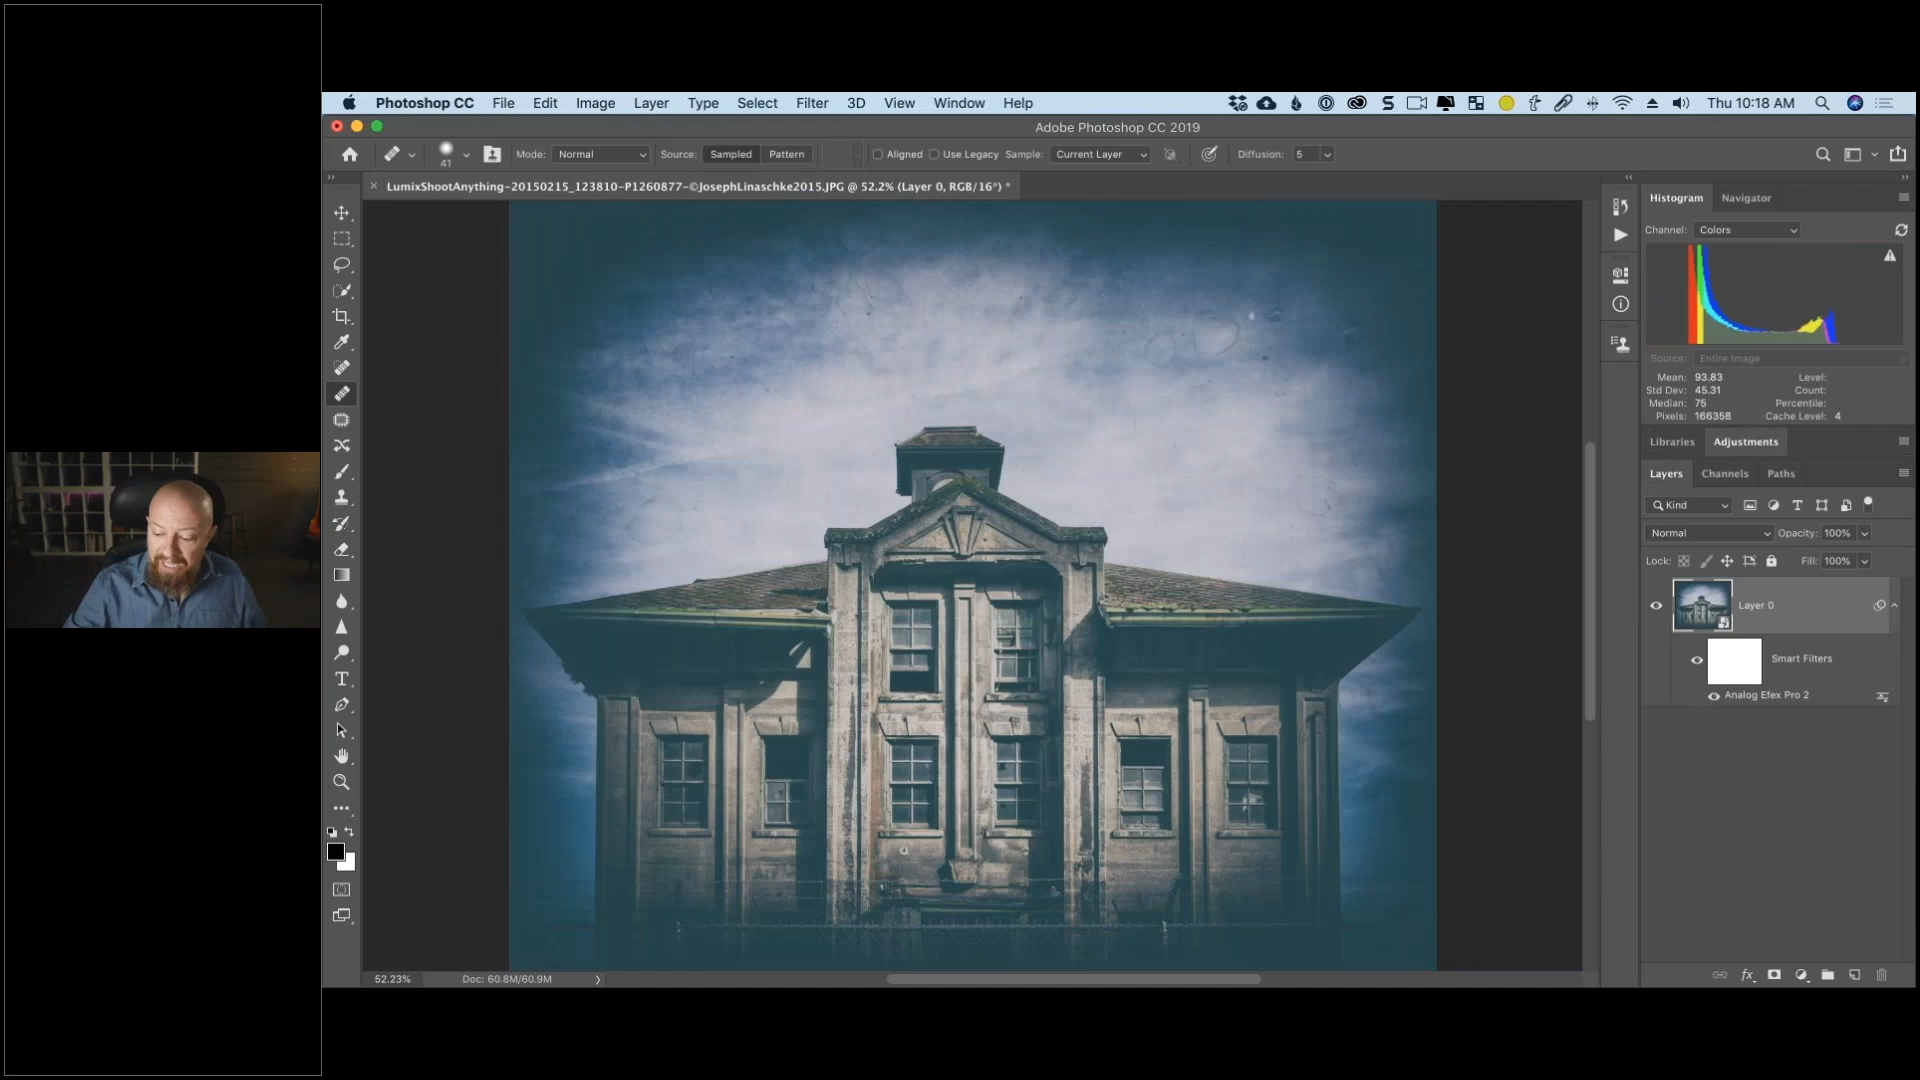 Photoshop CC File Edit Image Layer Type Select Filter 3D View Window Help Thu 10:18 AM
Adobe Photoshop CC 2019
41 Mode: Normal Source: Sampled Pattern Aligned Use Legacy Sample: Current Layer Diffusion: 5
LumixShootAnything-20150215_123810-P1260877-©JosephLinaschke2015.JPG @ 52.2% (Layer 0, RGB/16*) *
Histogram Navigator
Channel: Colors
Source: Entire Image
Mean: 93.83 Level:
Std Dev: 45.31 Count:
Median: 75 Percentile:
Pixels: 166358 Cache Level: 4
Libraries Adjustments
Layers Channels Paths
Kind
Normal Opacity: 100%
Lock: Fill: 100%
Layer 0
Smart Filters
Analog Efex Pro 2
52.23% Doc: 60.8M/60.9M